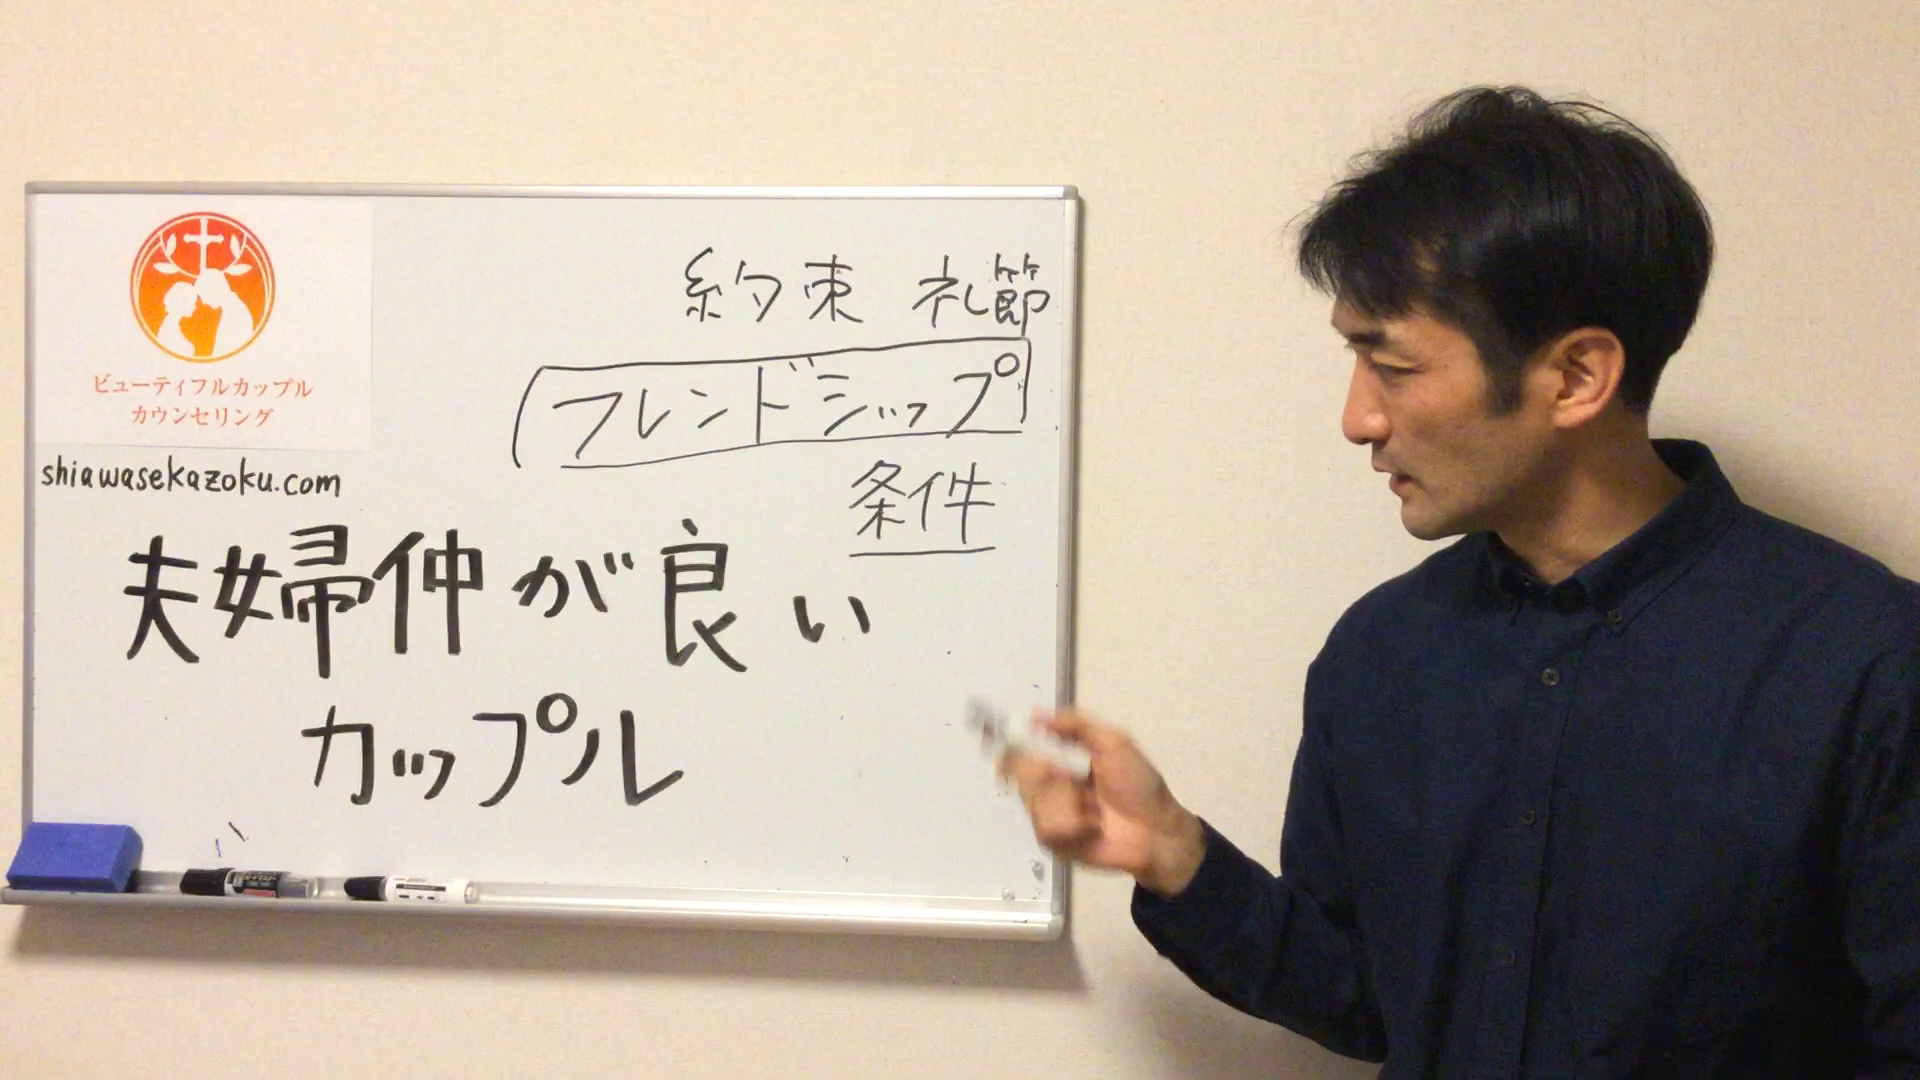 ビューティフルカップル
カウンセリング
shiawasekazoku.com
約束 礼節
フレンドシップ
条件
夫婦仲が良い
カップル